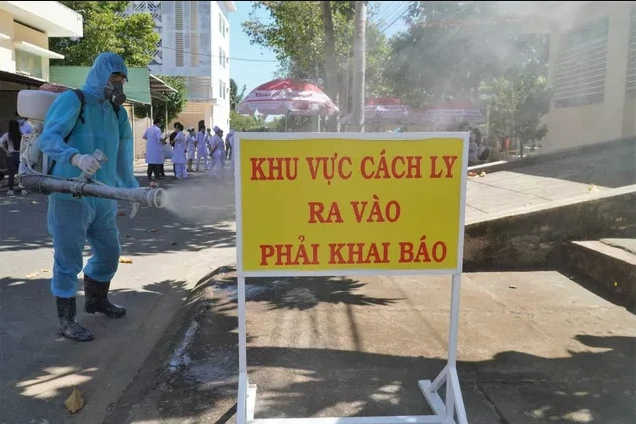 KHU VỰC CÁCH LY
RA VÀO
PHẢI KHAI BÁO